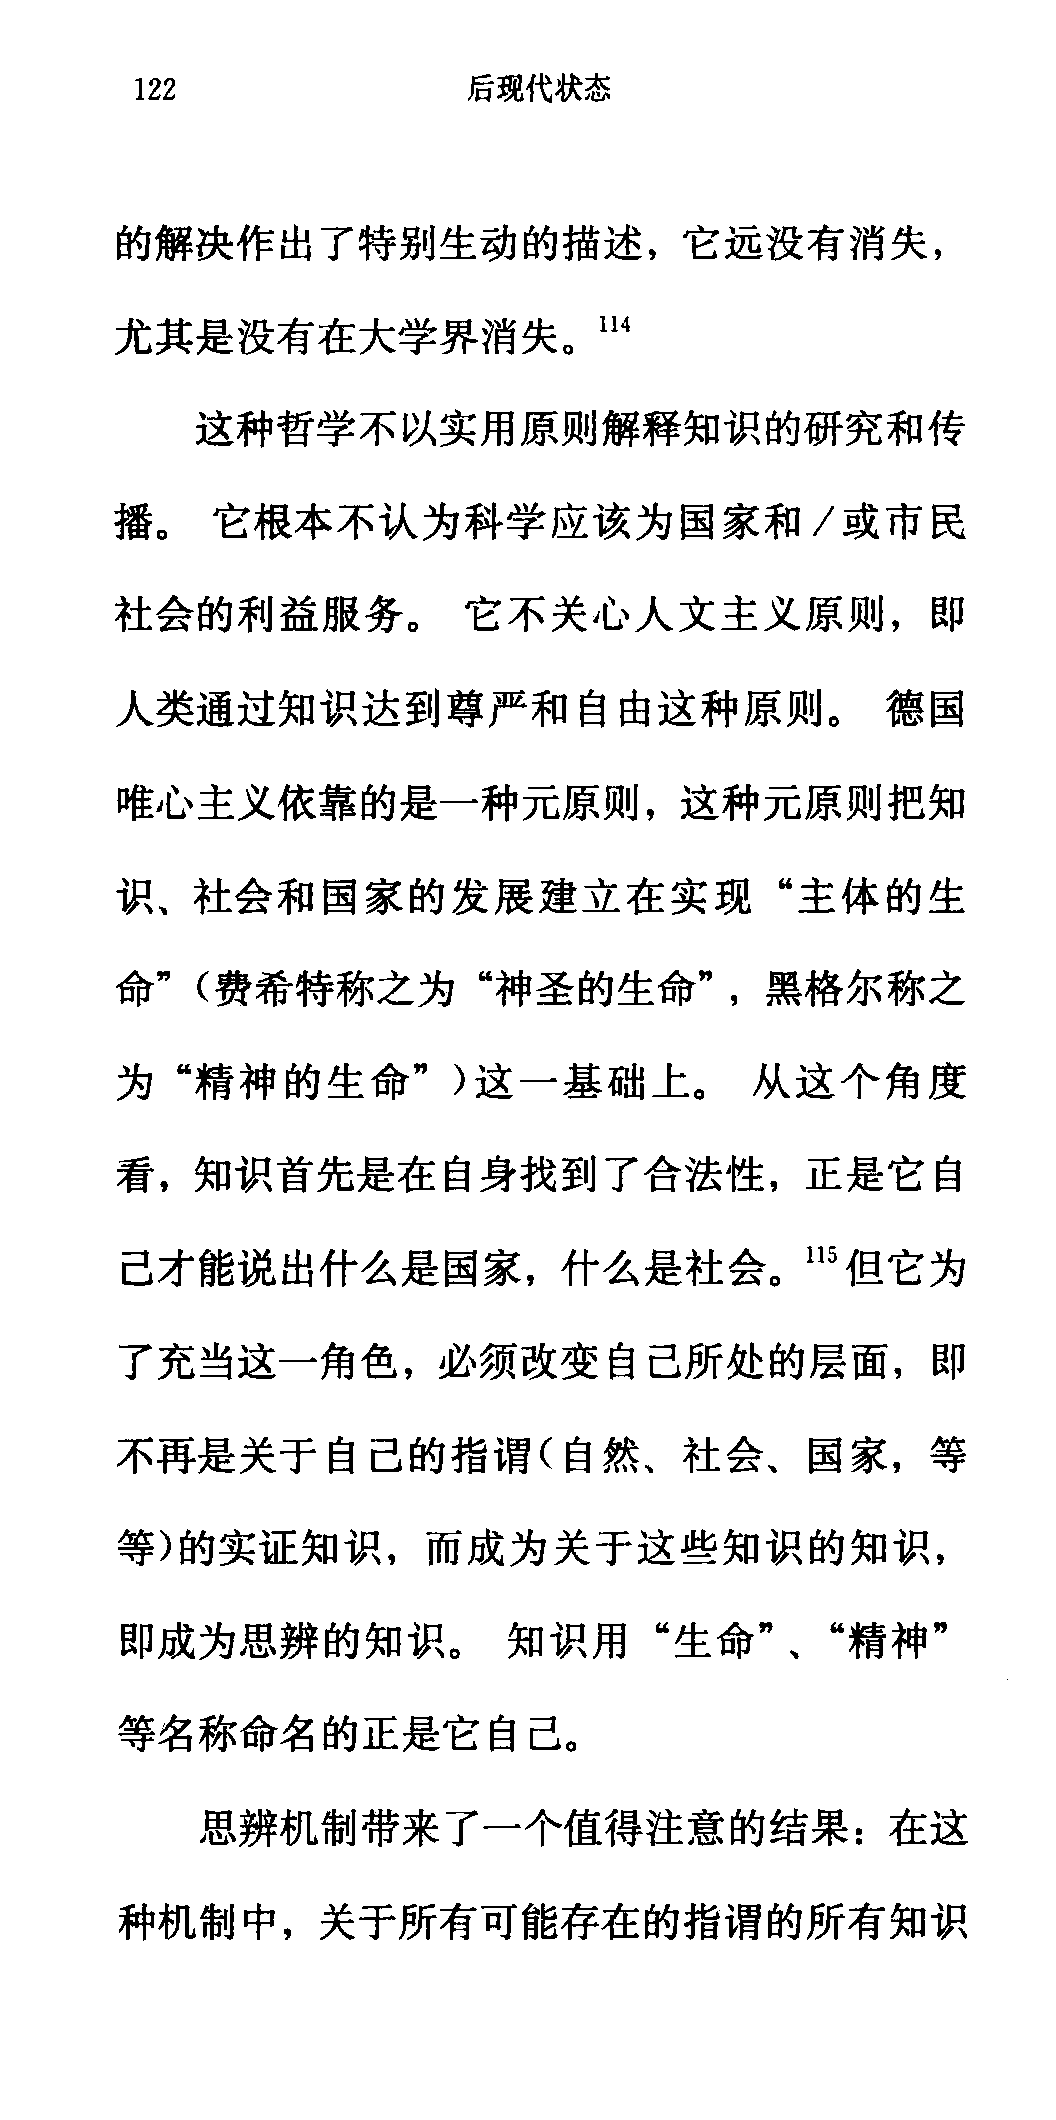 122 后现代状态
的解决作出了特别生动的描述，它远没有消失，
尤其是没有在大学界消失。114
这种哲学不以实用原则解释知识的研究和传
播。 它根本不认为科学应该为国家和/或市民
社会的利益服务。 它不关心人文主义原则，即
人类通过知识达到尊严和自由这种原则。 德国
唯心主义依靠的是一种元原则，这种元原则把知
识、社会和国家的发展建立在实现“主体的生
命”（费希特称之为“神圣的生命”，黑格尔称之
为“精神的生命”）这一基础上。 从这个角度
看，知识首先是在自身找到了合法性，正是它自
己才能说出什么是国家，什么是社会。115但它为
了充当这一角色，必须改变自己所处的层面，即
不再是关于自己的指谓（自然、社会、国家，等
等）的实证知识，而成为关于这些知识的知识，
即成为思辨的知识。 知识用“生命”、“精神”
等名称命名的正是它自己。
思辨机制带来了一个值得注意的结果：在这
种机制中，关于所有可能存在的指谓的所有知识